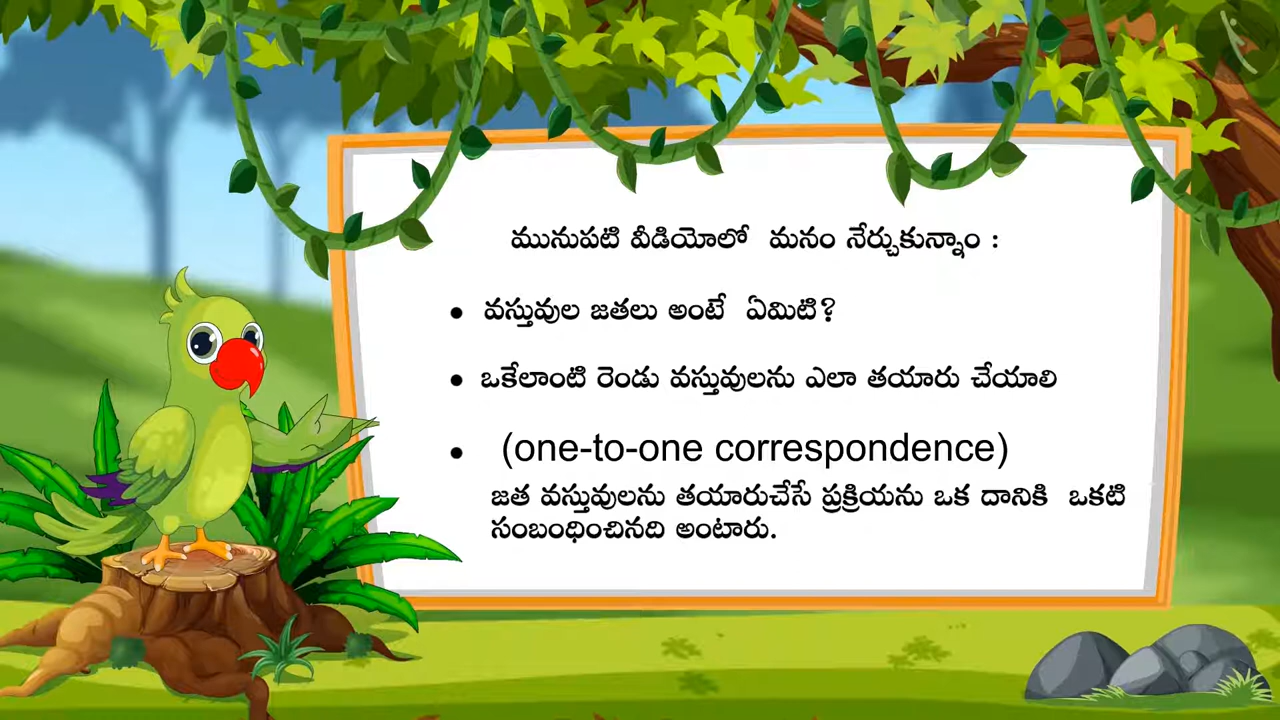 మునుపటి వీడియోలో మనం నేర్చుకున్నాం :
• వస్తువుల జతలు అంటే ఏమిటి?
• ఒకేలాంటి రెండు వస్తువులను ఎలా తయారు చేయాలి
• (one-to-one correspondence)
జత వస్తువులను తయారుచేసే ప్రక్రియను ఒక దానికి ఒకటి
సంబంధించినది అంటారు.